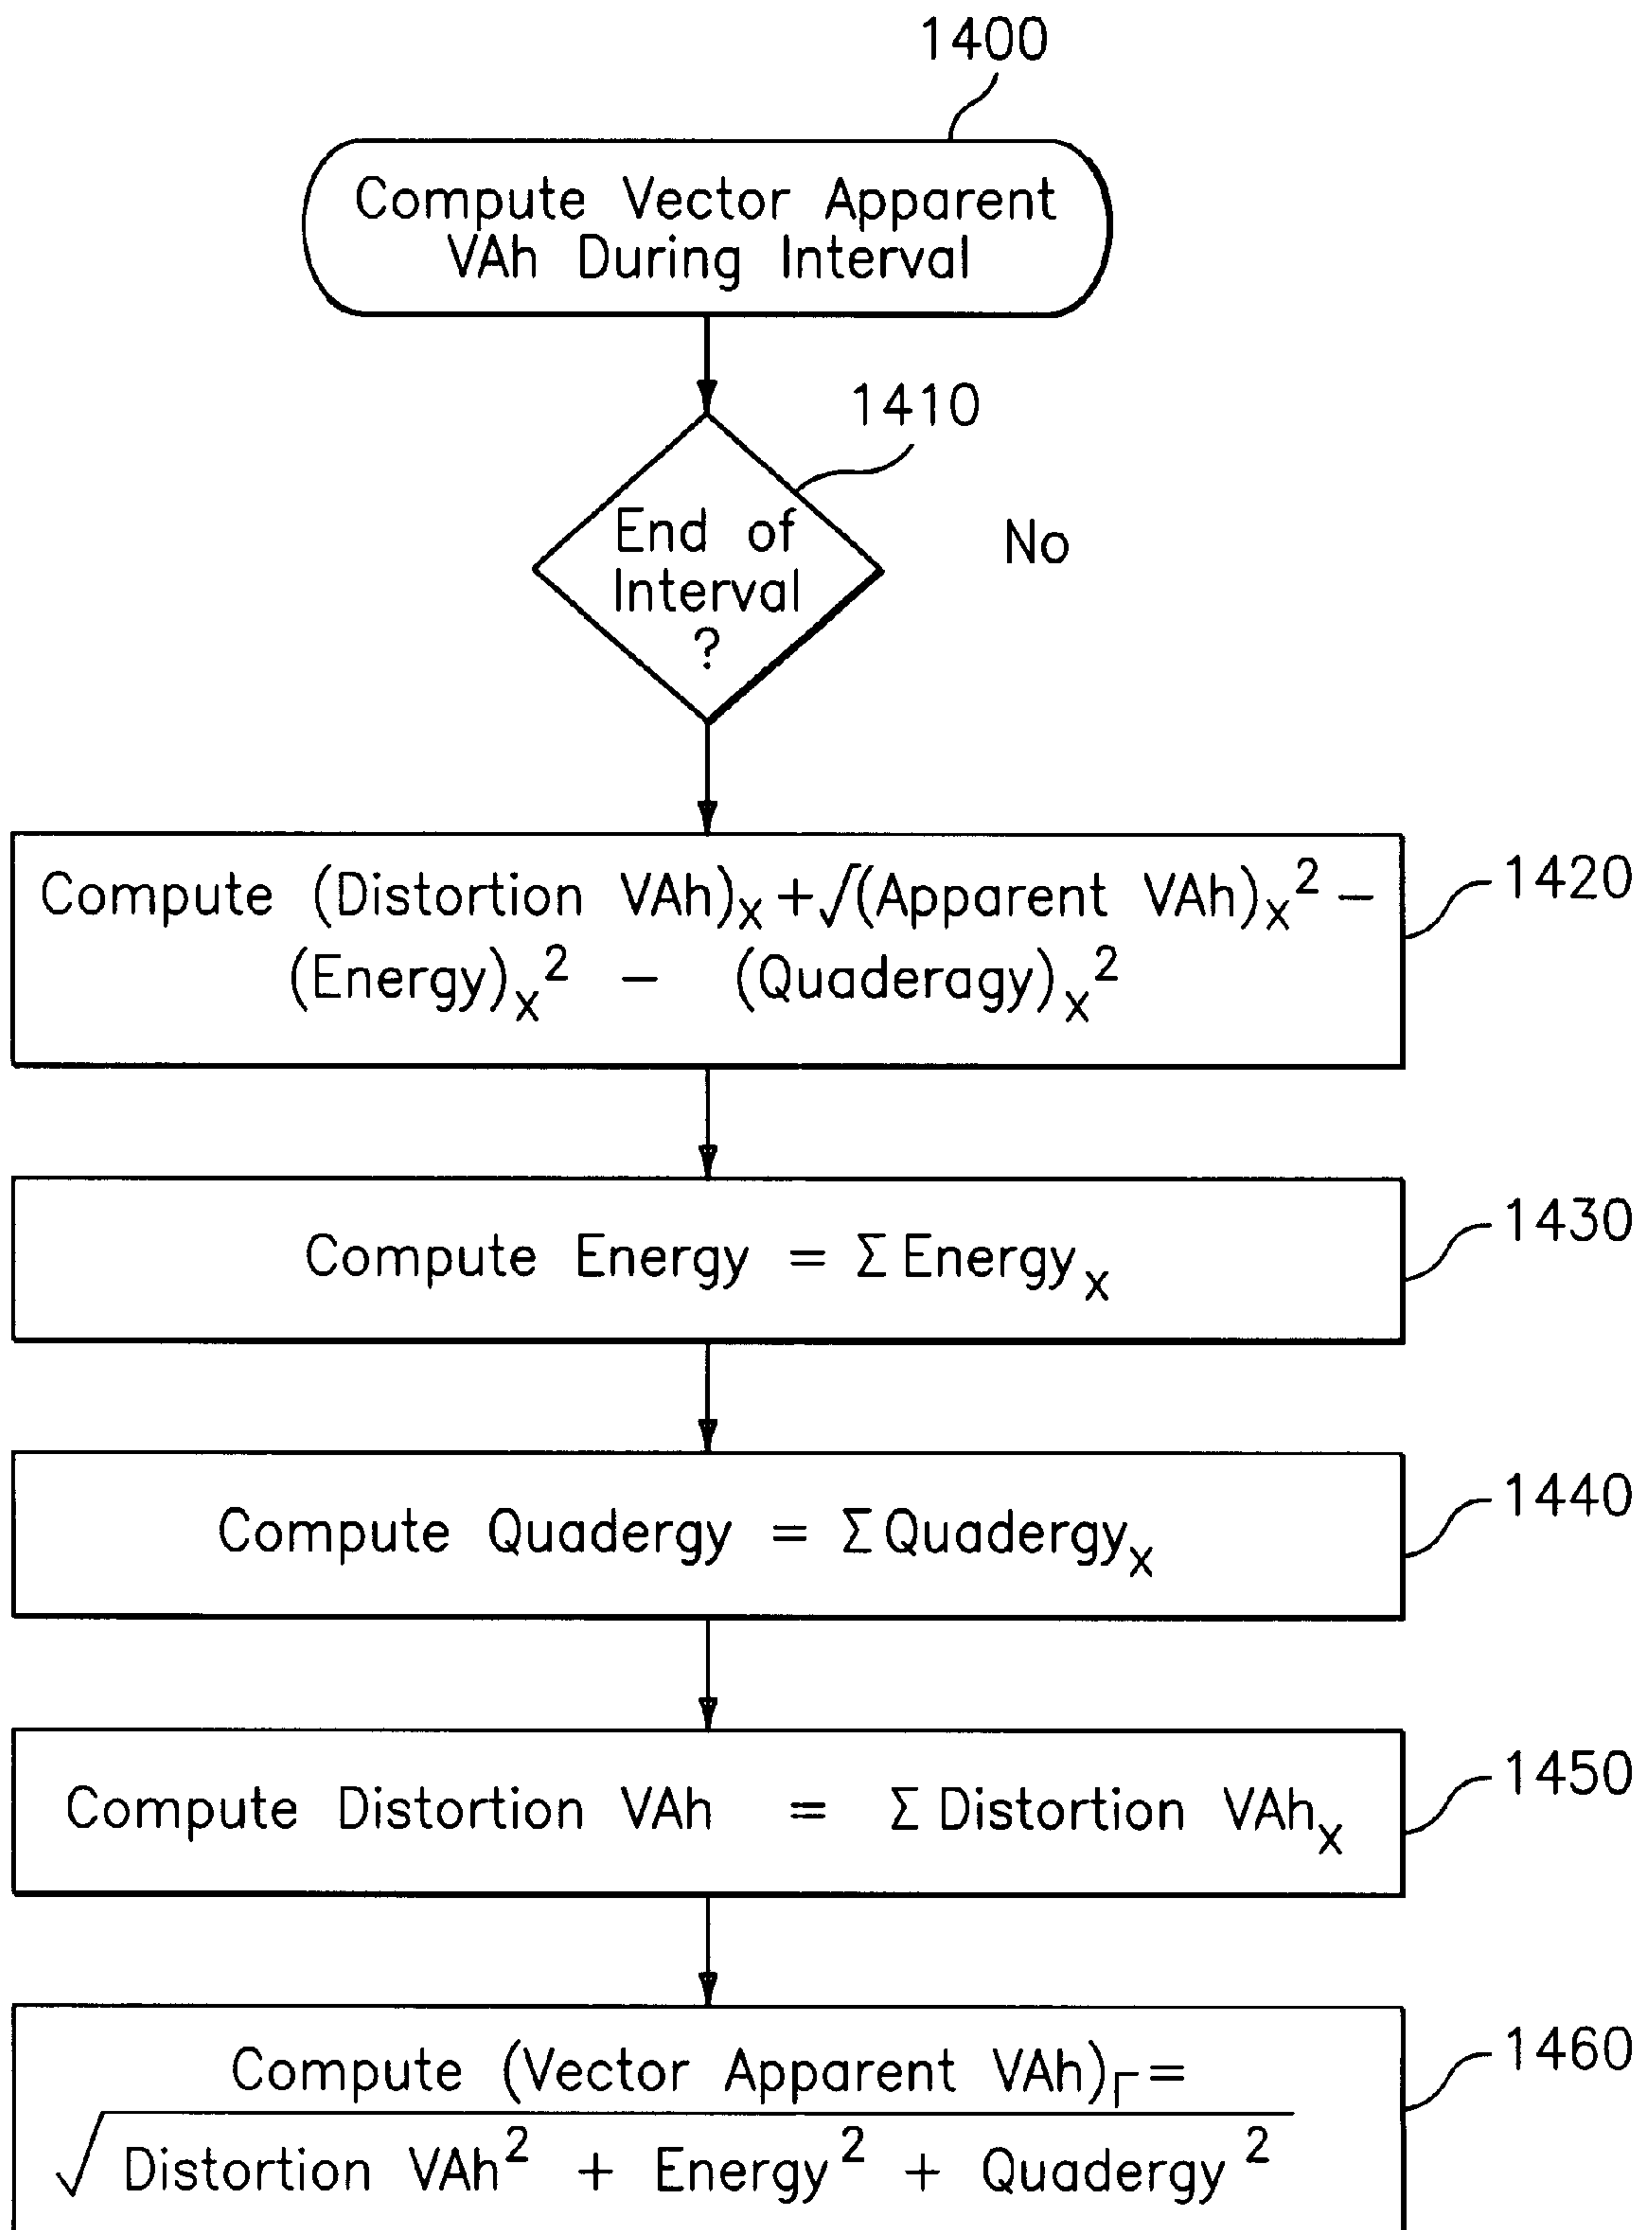 1400
Compute Vector Apparent
VAh During Interval
1410
End of
Interval
?
No
Compute (Distortion VAh)ₓ +√(Apparent VAh)ₓ² –
(Energy)ₓ² – (Quaderagy)ₓ²
1420
Compute Energy = Σ Energyₓ
1430
Compute Quadergy = Σ Quadergyₓ
1440
Compute Distortion VAh = Σ Distortion VAhₓ
1450
Compute (Vector Apparent VAh)Γ =
√ Distortion VAh² + Energy² + Quadergy²
1460